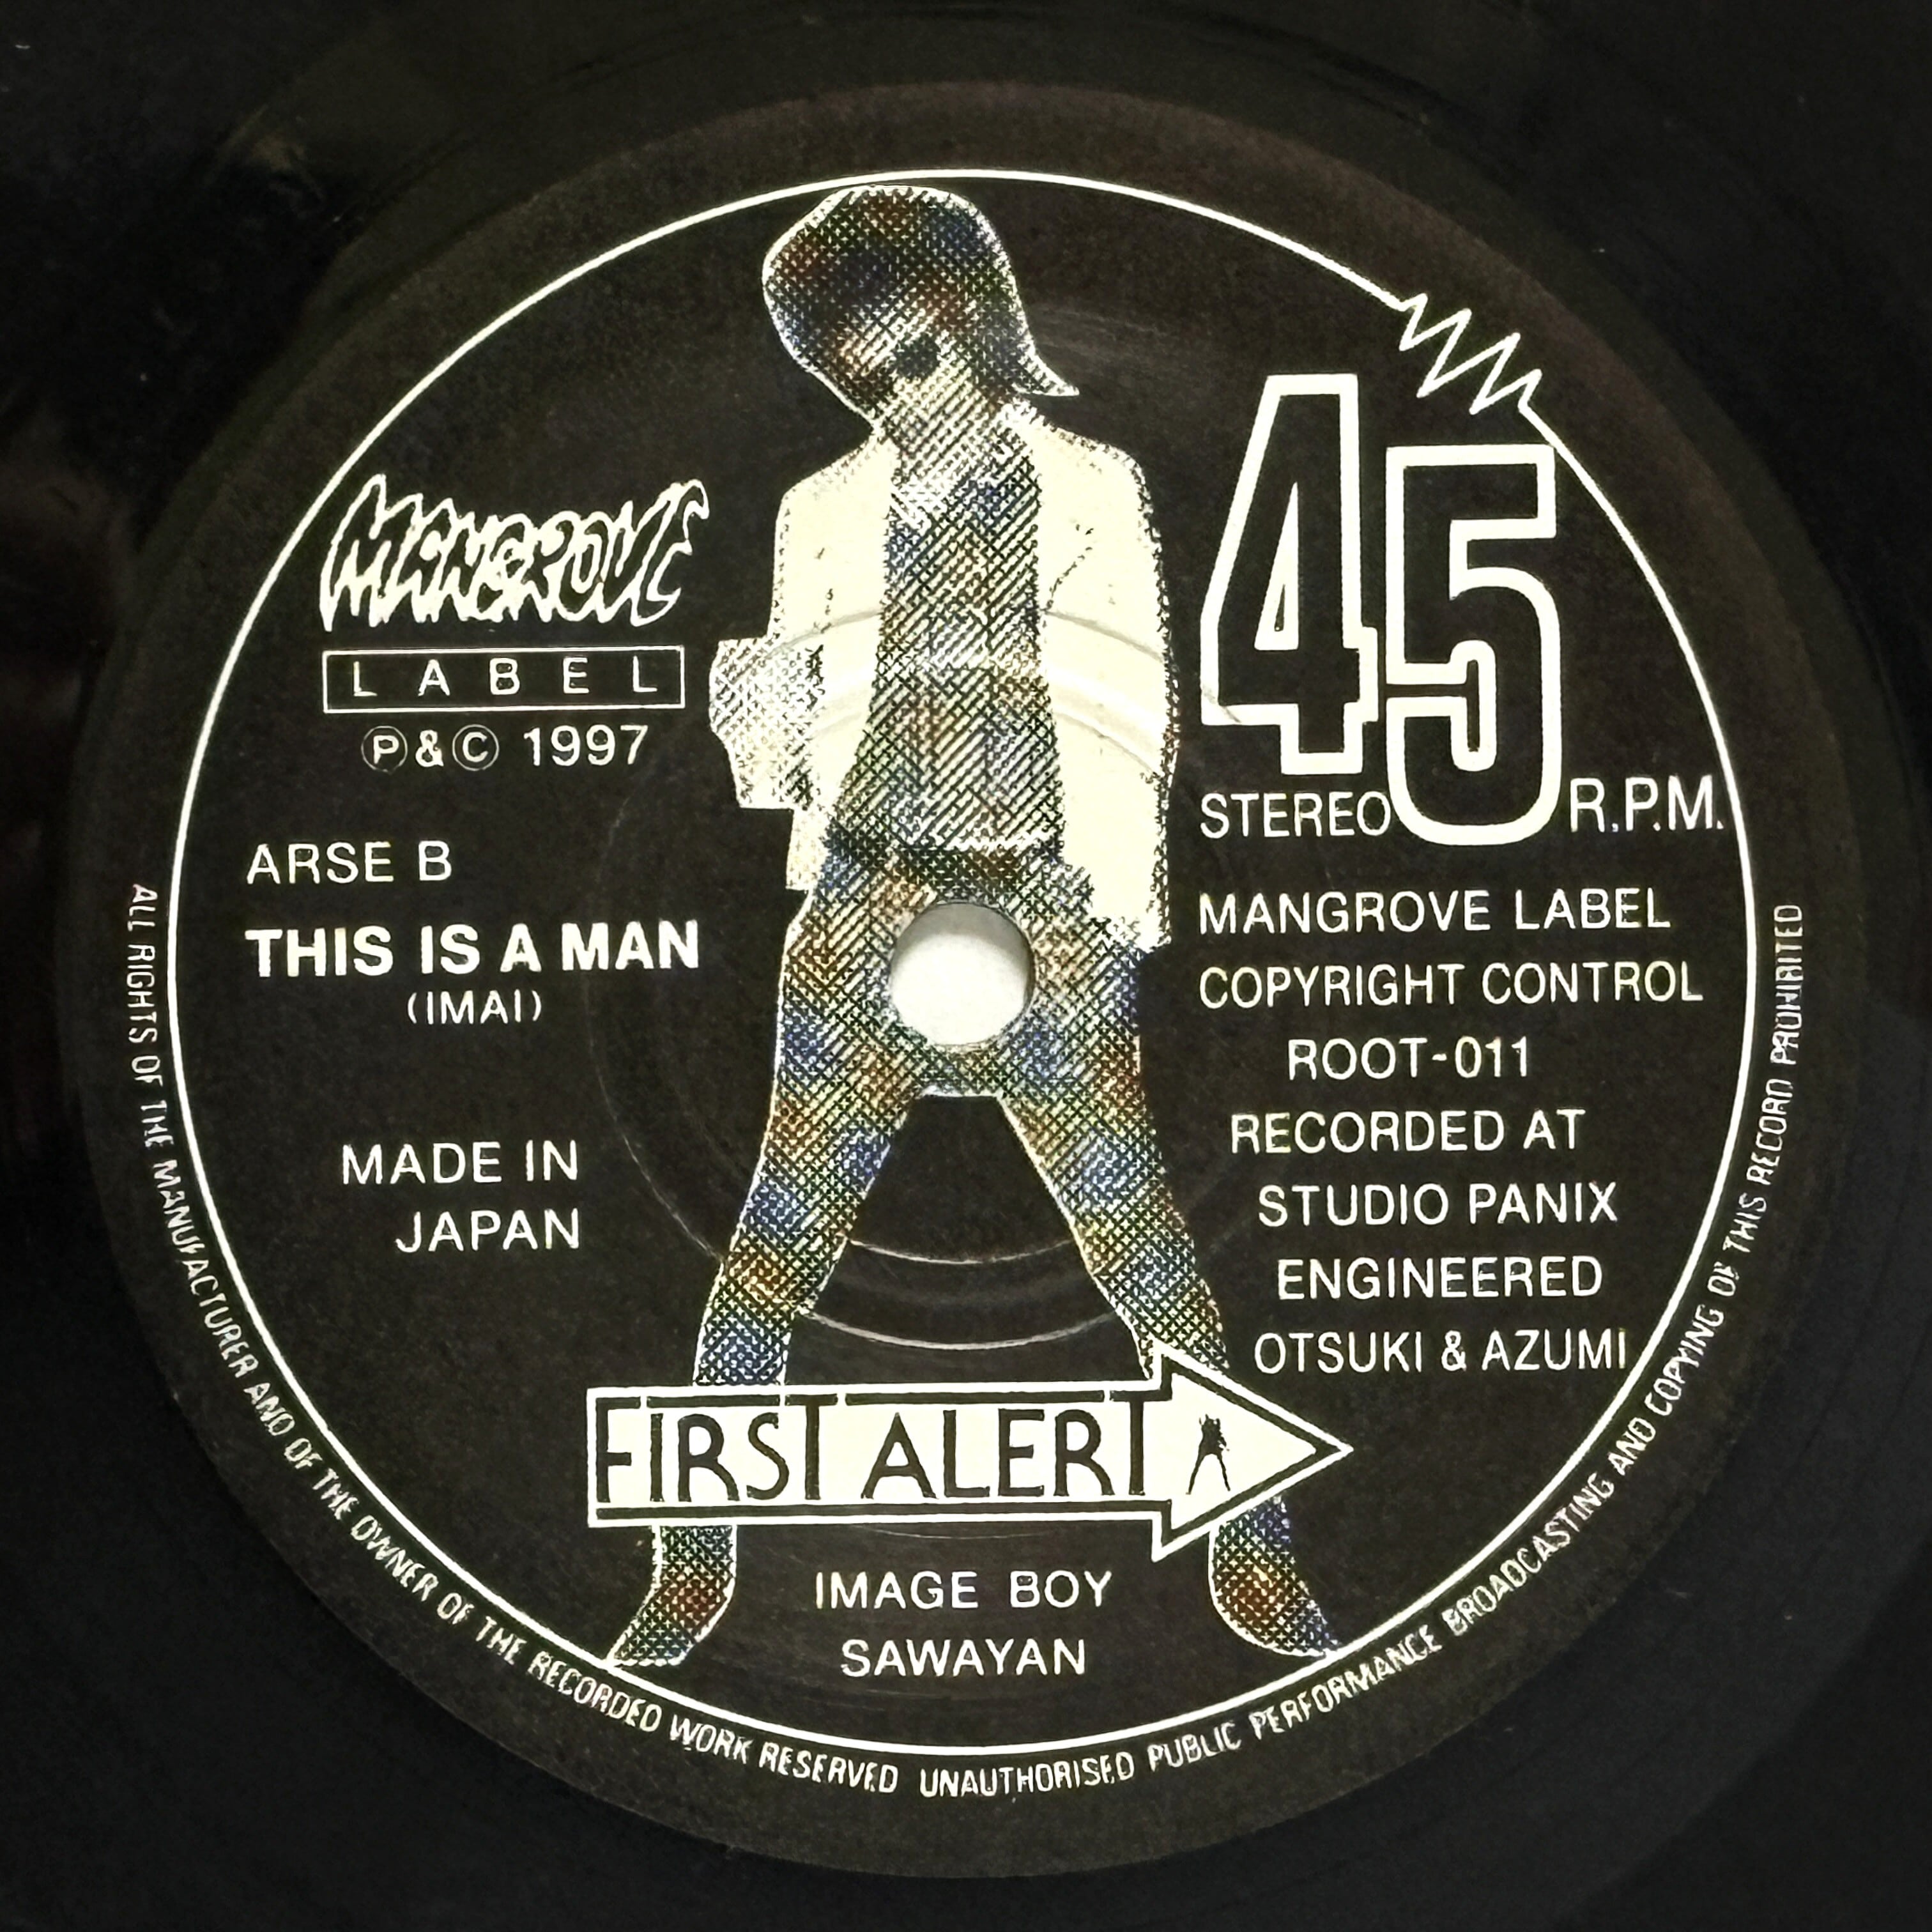 MANGROVE
LABEL
Ⓟ&Ⓒ 1997
ARSE B
THIS IS A MAN
(IMAI)
MADE IN
JAPAN
45
STEREO R.P.M.
MANGROVE LABEL
COPYRIGHT CONTROL
ROOT-011
RECORDED AT
STUDIO PANIX
ENGINEERED
OTSUKI & AZUMI
FIRST ALERT
IMAGE BOY
SAWAYAN
ALL RIGHTS OF THE MANUFACTURER AND OF THE OWNER OF THE RECORDED WORK RESERVED UNAUTHORISED PUBLIC PERFORMANCE BROADCASTING AND COPYING OF THIS RECORD PROHIBITED